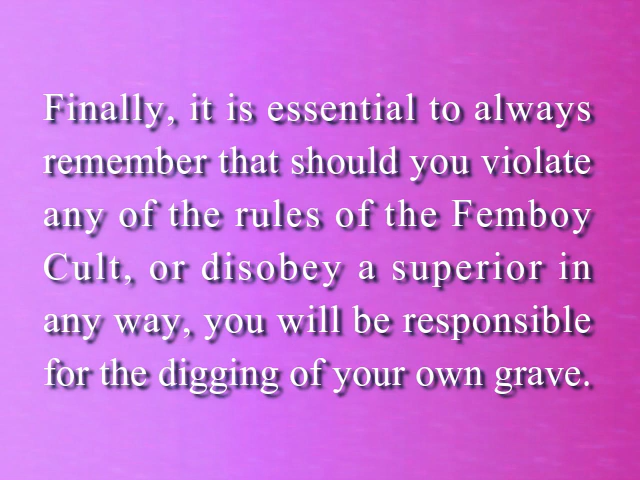 Finally, it is essential to always
remember that should you violate
any of the rules of the Femboy
Cult, or disobey a superior in
any way, you will be responsible
for the digging of your own grave.